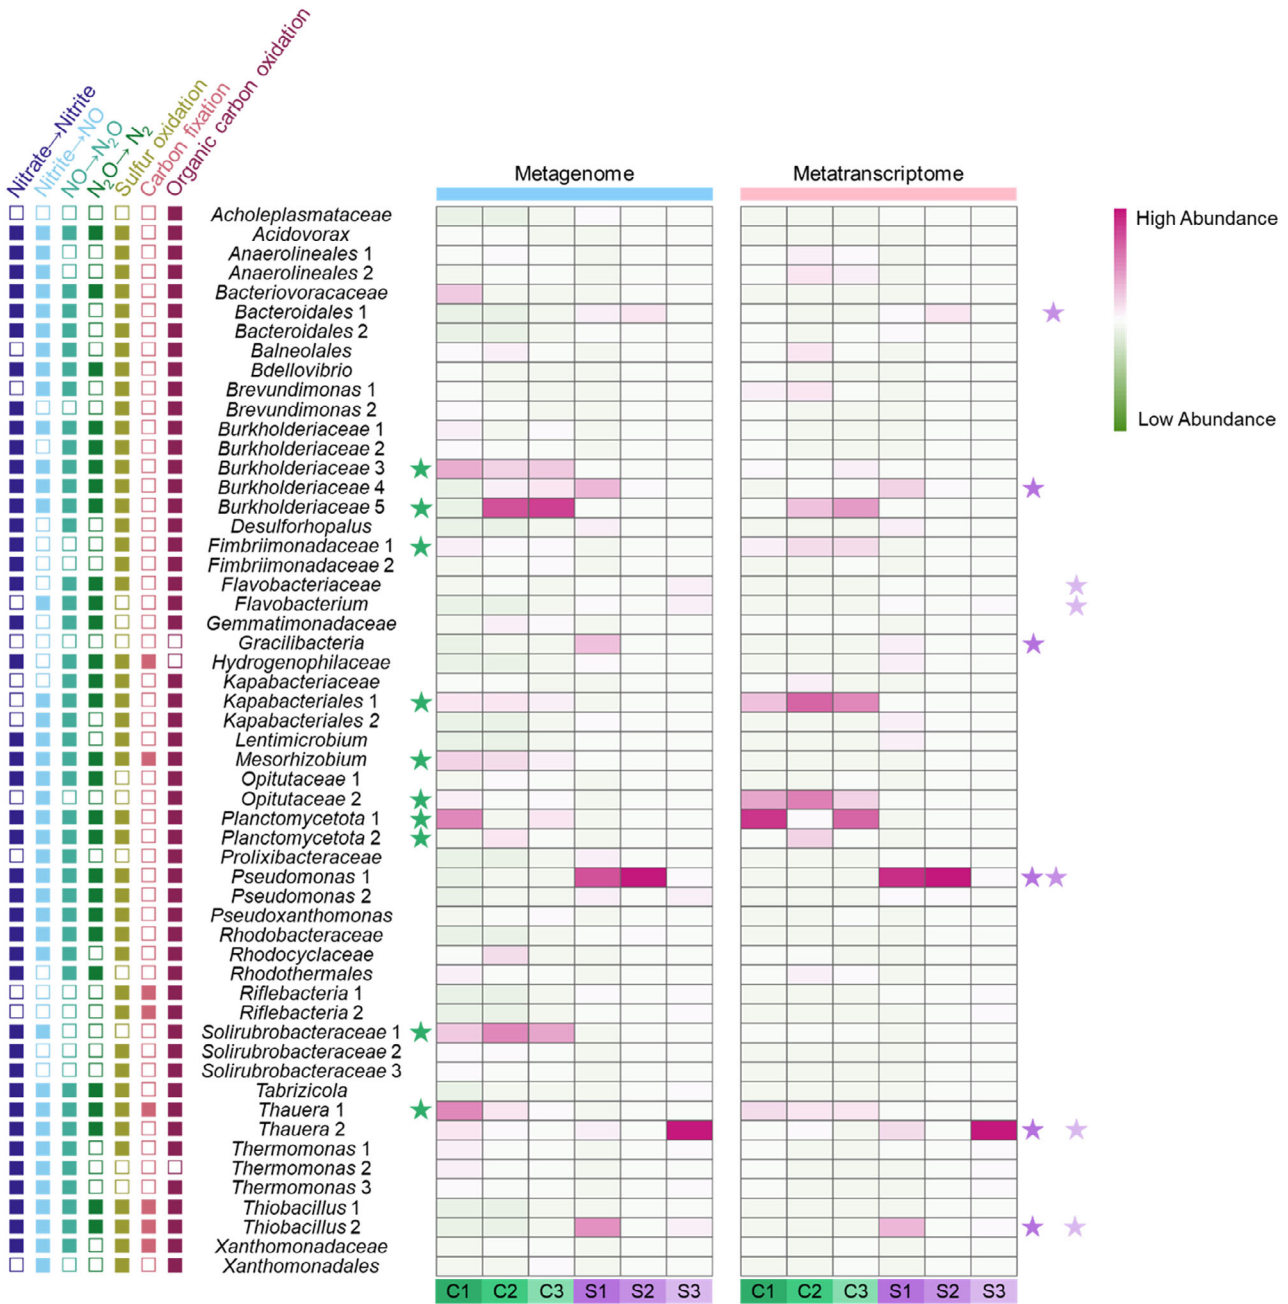 Nitrate→Nitrite
Nitrite→NO
NO→N2O
N2O→ N2
Sulfur oxidation
Carbon fixation
Organic carbon oxidation
Metagenome
Metatranscriptome
High Abundance
Low Abundance
Acholeplasmataceae
Acidovorax
Anaerolineales 1
Anaerolineales 2
Bacteriovoracaceae
Bacteroidales 1
Bacteroidales 2
Balneolales
Bdellovibrio
Brevundimonas 1
Brevundimonas 2
Burkholderiaceae 1
Burkholderiaceae 2
Burkholderiaceae 3
Burkholderiaceae 4
Burkholderiaceae 5
Desulforhopalus
Fimbriimonadaceae 1
Fimbriimonadaceae 2
Flavobacteriaceae
Flavobacterium
Gemmatimonadaceae
Gracilibacteria
Hydrogenophilaceae
Kapabacteriaceae
Kapabacteriales 1
Kapabacteriales 2
Lentimicrobium
Mesorhizobium
Opitutaceae 1
Opitutaceae 2
Planctomycetota 1
Planctomycetota 2
Prolixibacteraceae
Pseudomonas 1
Pseudomonas 2
Pseudoxanthomonas
Rhodobacteraceae
Rhodocyclaceae
Rhodothermales
Riflebacteria 1
Riflebacteria 2
Solirubrobacteraceae 1
Solirubrobacteraceae 2
Solirubrobacteraceae 3
Tabrizicola
Thauera 1
Thauera 2
Thermomonas 1
Thermomonas 2
Thermomonas 3
Thiobacillus 1
Thiobacillus 2
Xanthomonadaceae
Xanthomonadales
C1 C2 C3 S1 S2 S3 C1 C2 C3 S1 S2 S3